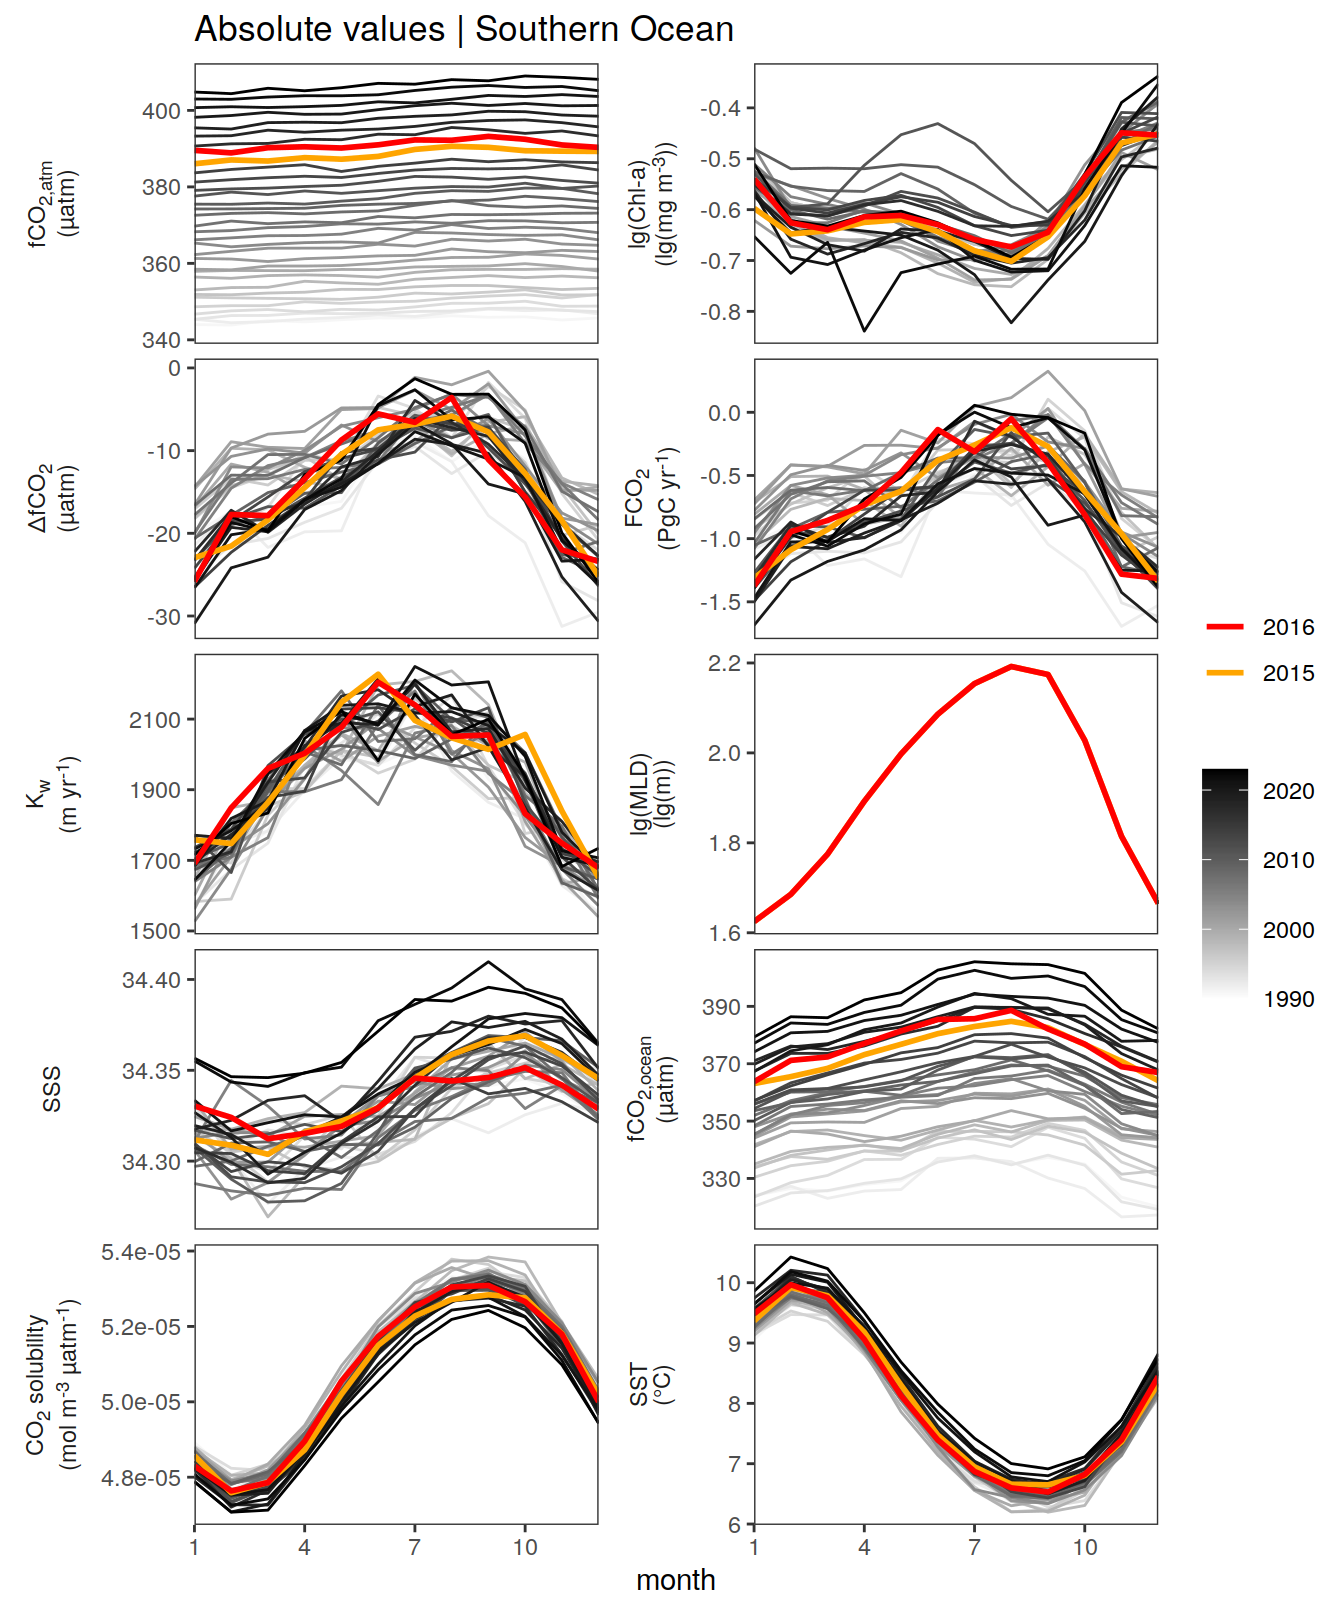 Absolute values | Southern Ocean
fCO2,atm
(µatm)
400
380
360
340
lg(Chl-a)
(lg(mg m-3))
-0.4
-0.5
-0.6
-0.7
-0.8
ΔfCO2
(µatm)
0
-10
-20
-30
FCO2
(PgC yr-1)
0.0
-0.5
-1.0
-1.5
Kw
(m yr-1)
2100
1900
1700
1500
lg(MLD)
(lg(m))
2.2
2.0
1.8
1.6
SSS
34.40
34.35
34.30
fCO2,ocean
(µatm)
390
370
350
330
CO2 solubility
(mol m-3 µatm-1)
5.4e-05
5.2e-05
5.0e-05
4.8e-05
SST
(°C)
10
9
8
7
6
1 4 7 10
1 4 7 10
month
2016
2015
2020
2010
2000
1990